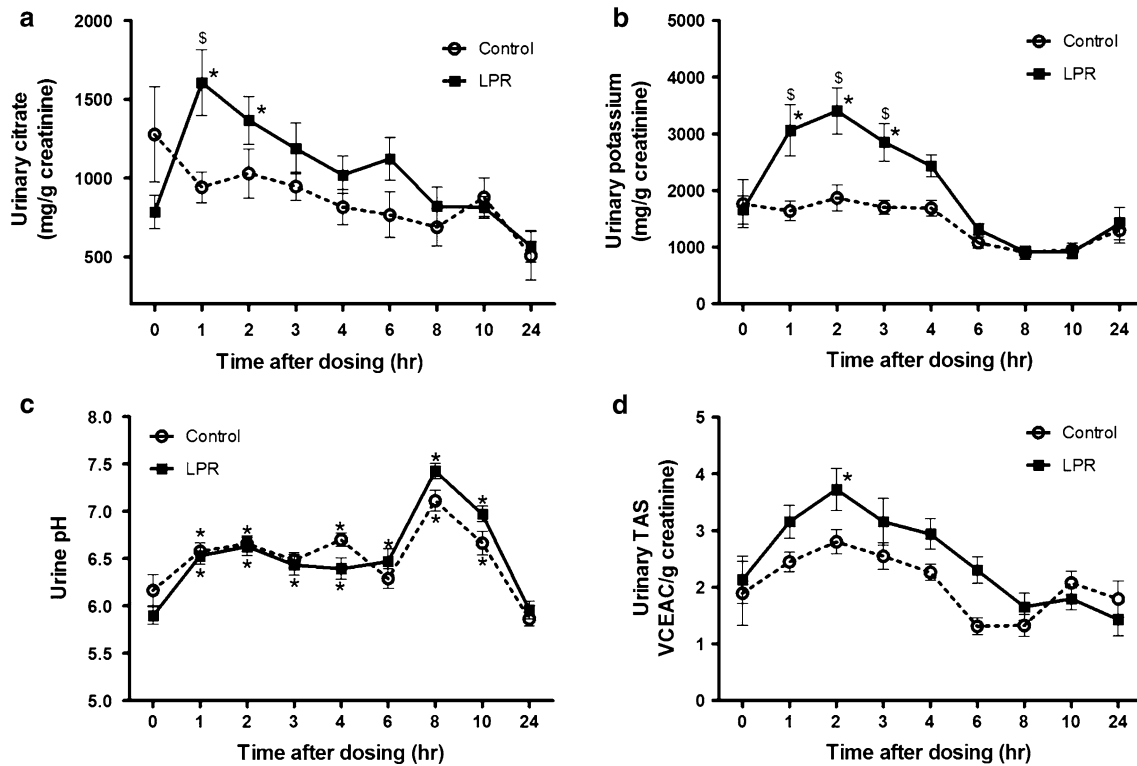 a
2000
1500
1000
500
Urinary citrate
(mg/g creatinine)
$
*
*
Control
LPR
0 1 2 3 4 6 8 10 24
Time after dosing (hr)
b
5000
4000
3000
2000
1000
0
Urinary potassium
(mg/g creatinine)
$ $ $
* * *
Control
LPR
0 1 2 3 4 6 8 10 24
Time after dosing (hr)
c
8.0
7.5
7.0
6.5
6.0
5.5
5.0
Urine pH
Control
LPR
* * * * * *
* * * * * *
0 1 2 3 4 6 8 10 24
Time after dosing (hr)
d
5
4
3
2
1
0
Urinary TAS
VCEAC/g creatinine)
*
Control
LPR
0 1 2 3 4 6 8 10 24
Time after dosing (hr)